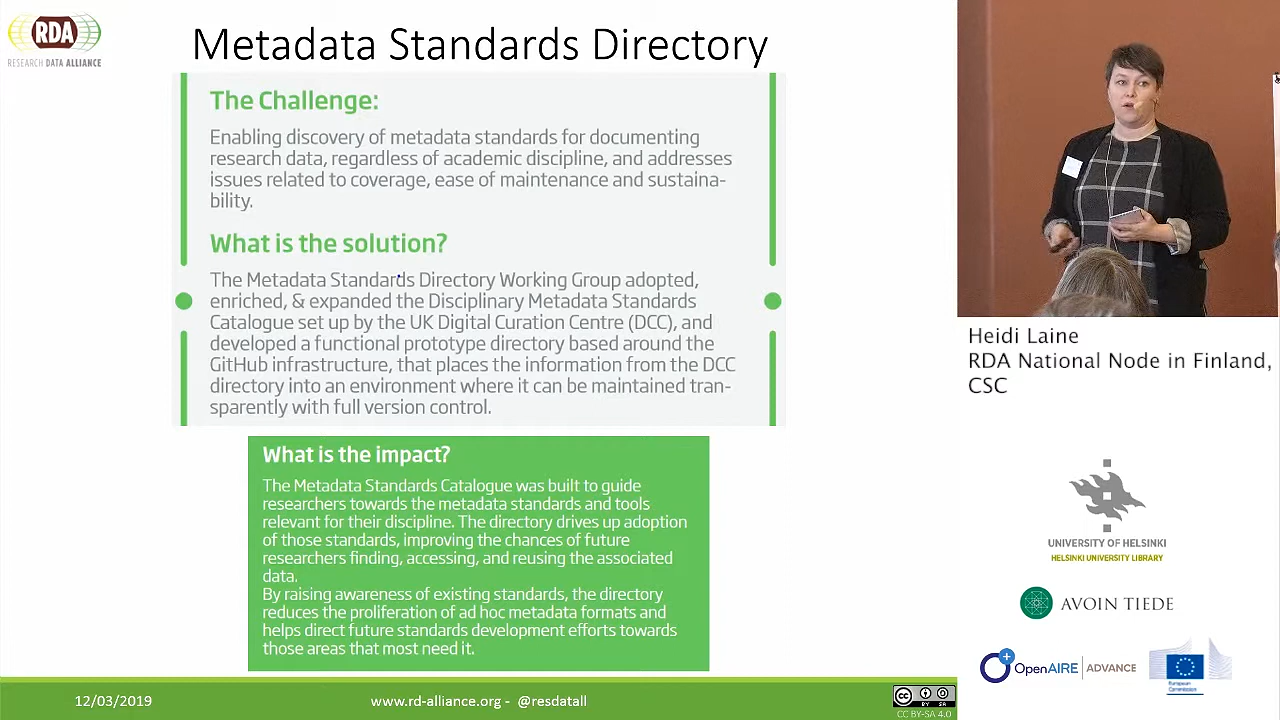 RDA
RESEARCH DATA ALLIANCE
Metadata Standards Directory
The Challenge:
Enabling discovery of metadata standards for documenting
research data, regardless of academic discipline, and addresses
issues related to coverage, ease of maintenance and sustaina-
bility.
What is the solution?
The Metadata Standards Directory Working Group adopted,
enriched, & expanded the Disciplinary Metadata Standards
Catalogue set up by the UK Digital Curation Centre (DCC), and
developed a functional prototype directory based around the
GitHub infrastructure, that places the information from the DCC
directory into an environment where it can be maintained tran-
sparently with full version control.
What is the impact?
The Metadata Standards Catalogue was built to guide
researchers towards the metadata standards and tools
relevant for their discipline. The directory drives up adoption
of those standards, improving the chances of future
researchers finding, accessing, and reusing the associated
data.
By raising awareness of existing standards, the directory
reduces the proliferation of ad hoc metadata formats and
helps direct future standards development efforts towards
those areas that most need it.
12/03/2019
www.rd-alliance.org - @resdatall
CC BY SA
CC BY-SA 4.0
Heidi Laine
RDA National Node in Finland,
CSC
UNIVERSITY OF HELSINKI
HELSINKI UNIVERSITY LIBRARY
AVOIN TIEDE
OpenAIRE ADVANCE
European
Commission